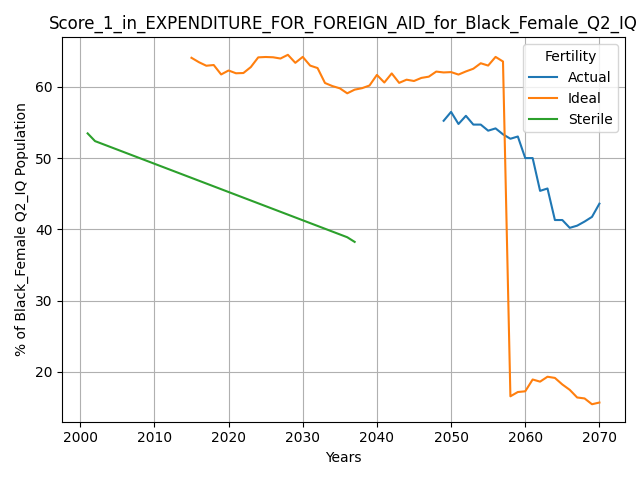 Score_1_in_EXPENDITURE_FOR_FOREIGN_AID_for_Black_Female_Q2_IQ
Fertility
Actual
Ideal
Sterile
% of Black_Female Q2_IQ Population
60
50
40
30
20
2000
2010
2020
2030
2040
2050
2060
2070
Years